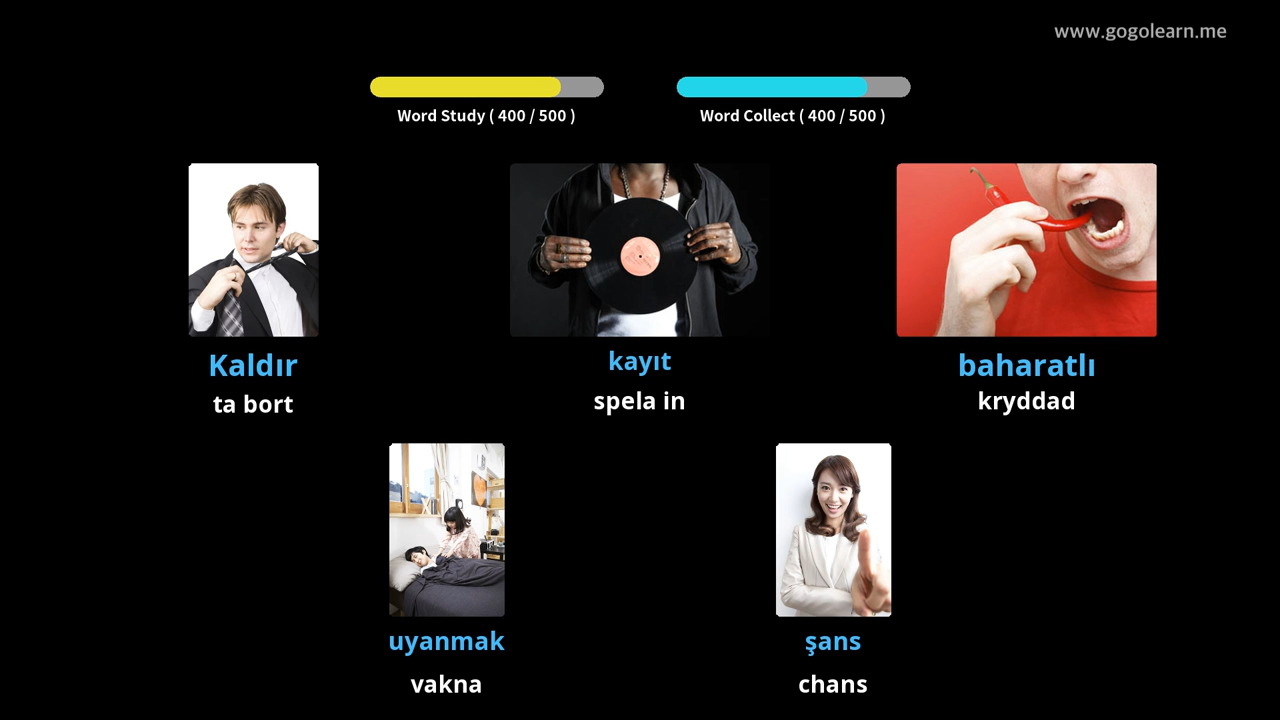 www.gogolearn.me
Word Study ( 400 / 500 )
Word Collect ( 400 / 500 )
Kaldır
kayıt
baharatlı
ta bort
spela in
kryddad
uyanmak
şans
vakna
chans